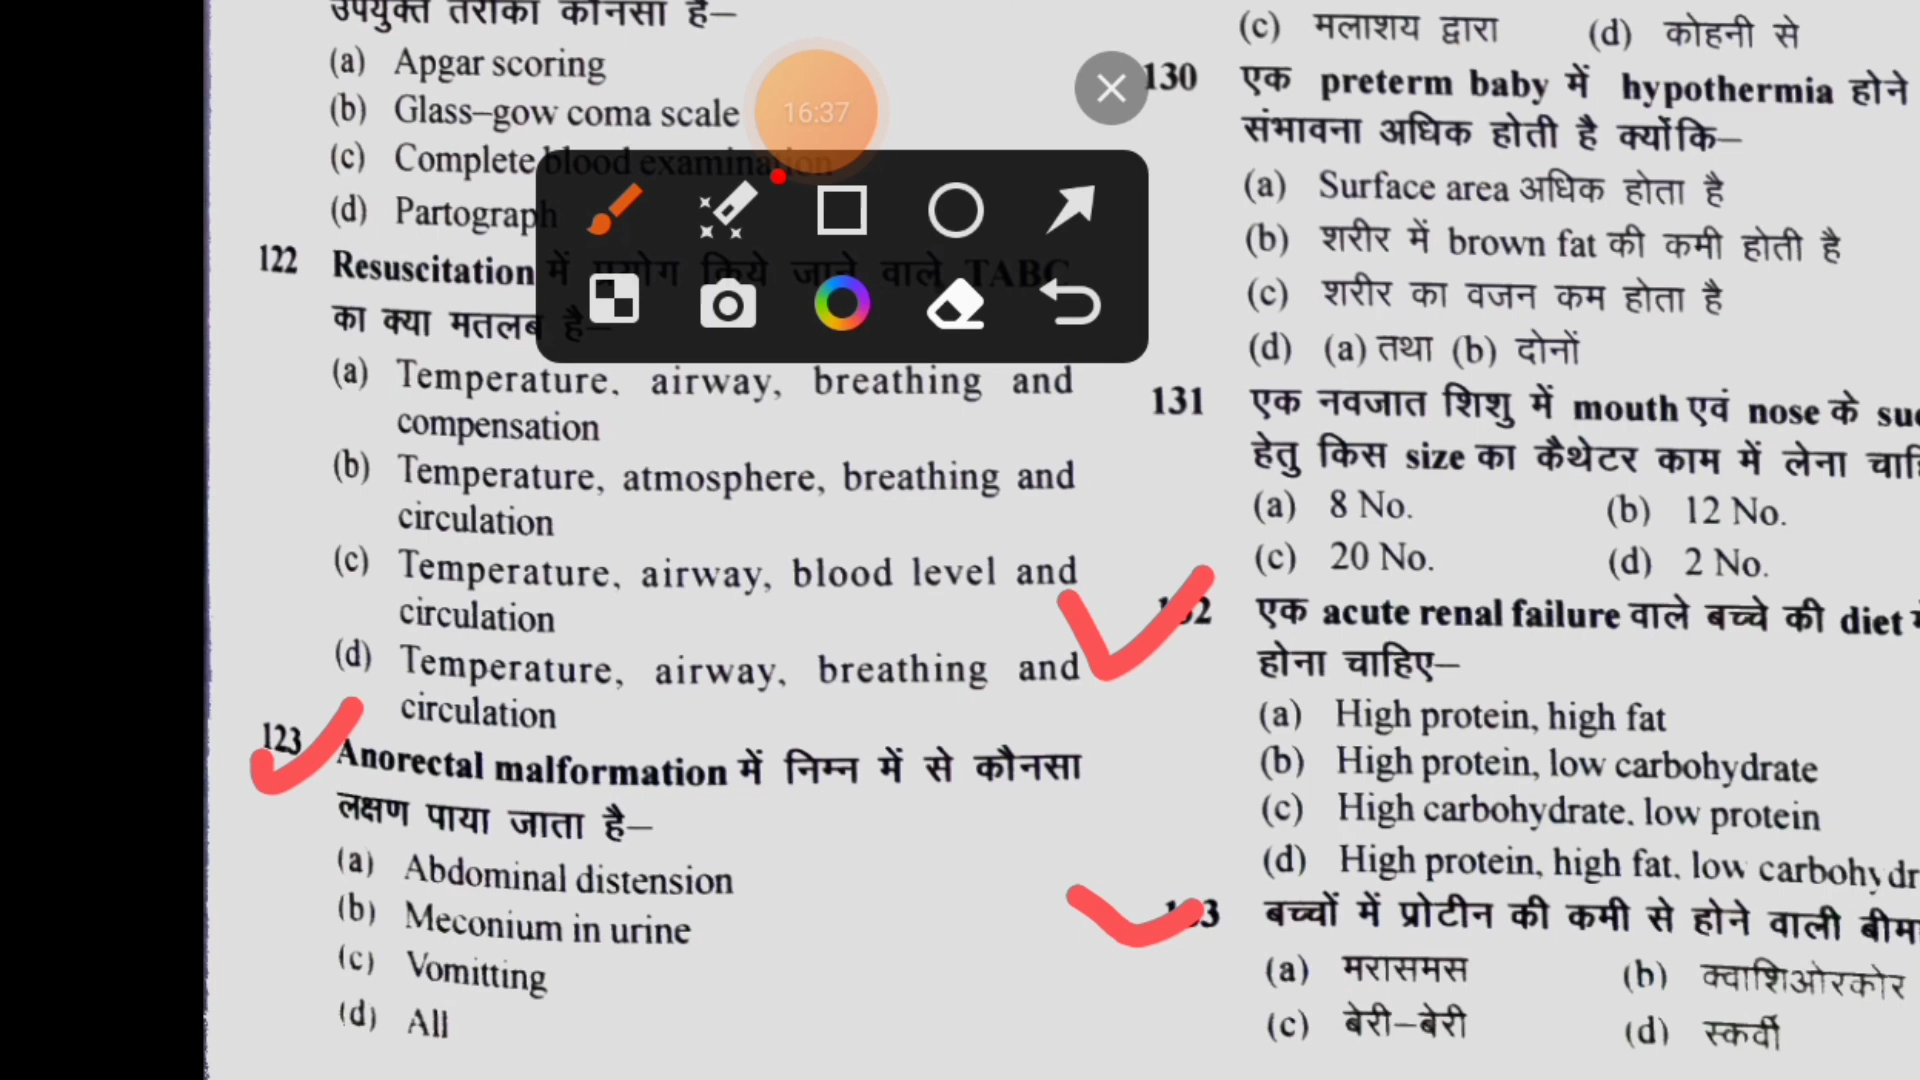 उपयुक्त तरीका कौनसा है–
(a) Apgar scoring
(b) Glass–gow coma scale
(c) Complete blood examination
(d) Partograph
122 Resuscitation में प्रयोग किये जाने वाले TABC
का क्या मतलब है–
(a) Temperature. airway, breathing and
compensation
(b) Temperature, atmosphere, breathing and
circulation
(c) Temperature, airway, blood level and
circulation
(d) Temperature, airway, breathing and
circulation
123 Anorectal malformation में निम्न में से कौनसा
लक्षण पाया जाता है–
(a) Abdominal distension
(b) Meconium in urine
(c) Vomitting
(d) All
16:37
(c) मलाशय द्वारा (d) कोहनी से
130 एक preterm baby में hypothermia होने
संभावना अधिक होती है क्योंकि–
(a) Surface area अधिक होता है
(b) शरीर में brown fat की कमी होती है
(c) शरीर का वजन कम होता है
(d) (a) तथा (b) दोनों
131 एक नवजात शिशु में mouth एवं nose के
हेतु किस size का कैथेटर काम में लेना
(a) 8 No. (b) 12 No.
(c) 20 No. (d) 2 No.
132 एक acute renal failure वाले बच्चे की diet
होना चाहिए–
(a) High protein, high fat
(b) High protein, low carbohydrate
(c) High carbohydrate. low protein
(d) High protein, high fat. low
133 बच्चों में प्रोटीन की कमी से होने वाली
(a) मरासमस (b) क्वाशिओरकोर
(c) बेरी–बेरी (d) स्कर्वी